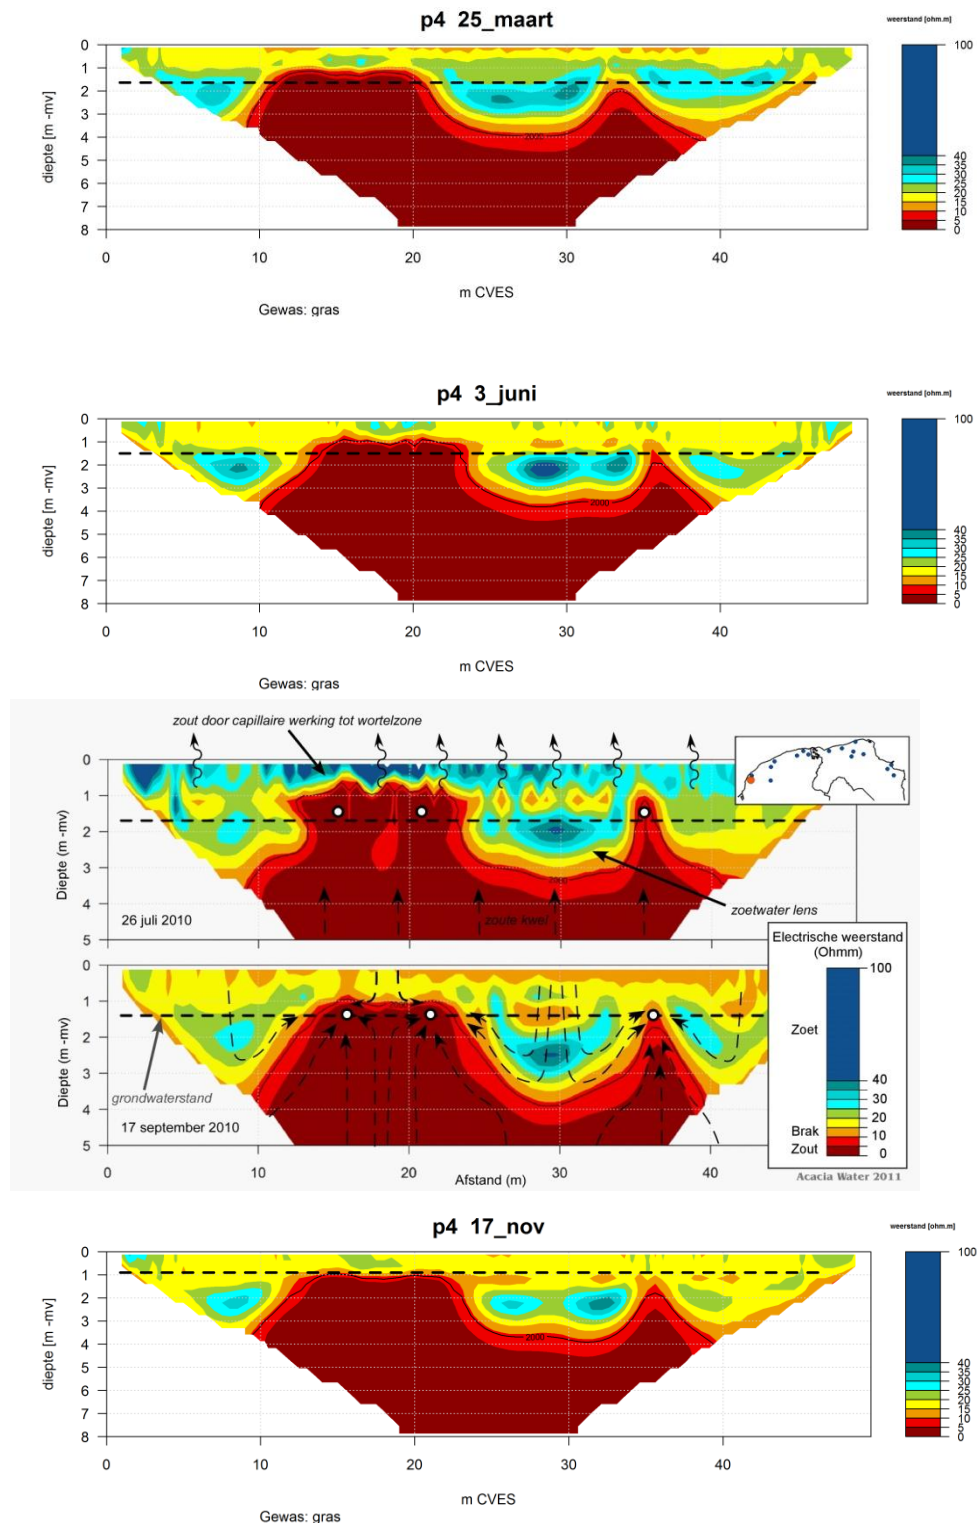 p4 25_maart
weerstand [ohm.m]
diepte [m -mv]
0
1
2
3
4
5
6
7
8
2000
0 10 20 30 40
m CVES
Gewas: gras
100
40
35
30
25
20
15
10
5
0
p4 3_juni
weerstand [ohm.m]
diepte [m -mv]
0
1
2
3
4
5
6
7
8
2000
0 10 20 30 40
m CVES
Gewas: gras
100
40
35
30
25
20
15
10
5
0
zout door capillaire werking tot wortelzone
Diepte (m -mv)
0
1
2
3
4
5
26 juli 2010
zoute kwel
zoetwater lens
Diepte (m -mv)
0
1
2
3
4
5
grondwaterstand
17 september 2010
0 10 20 30 40
Afstand (m)
Electrische weerstand
(Ohmm)
100
Zoet
40
30
20
Brak
10
Zout
0
Acacia Water 2011
p4 17_nov
weerstand [ohm.m]
diepte [m -mv]
0
1
2
3
4
5
6
7
8
2000
0 10 20 30 40
m CVES
Gewas: gras
100
40
35
30
25
20
15
10
5
0